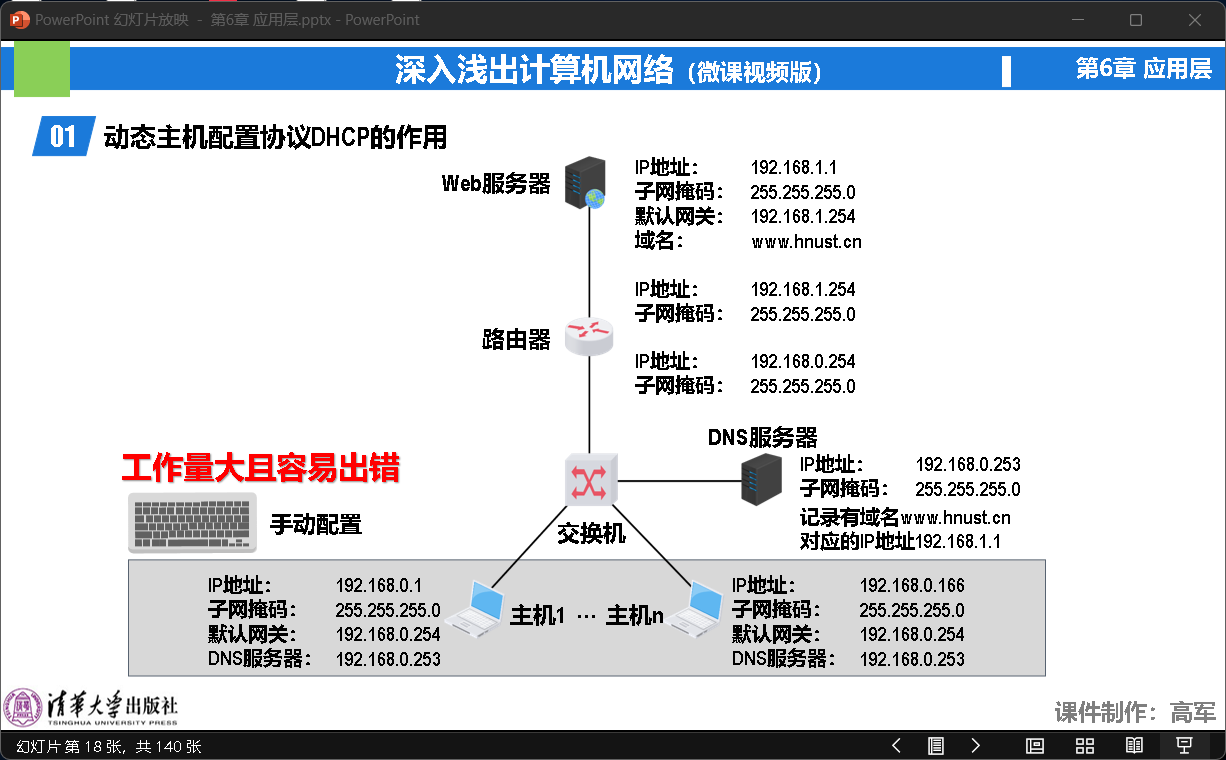 PowerPoint 幻灯片放映 - 第6章 应用层.pptx - PowerPoint
深入浅出计算机网络（微课视频版）
第6章 应用层
01 动态主机配置协议DHCP的作用
Web服务器
IP地址： 192.168.1.1
子网掩码： 255.255.255.0
默认网关： 192.168.1.254
域名： www.hnust.cn
IP地址： 192.168.1.254
子网掩码： 255.255.255.0
路由器
IP地址： 192.168.0.254
子网掩码： 255.255.255.0
DNS服务器
IP地址： 192.168.0.253
子网掩码： 255.255.255.0
记录有域名www.hnust.cn
对应的IP地址192.168.1.1
工作量大且容易出错
手动配置
交换机
IP地址： 192.168.0.1
子网掩码： 255.255.255.0
默认网关： 192.168.0.254
DNS服务器： 192.168.0.253
主机1 … 主机n
IP地址： 192.168.0.166
子网掩码： 255.255.255.0
默认网关： 192.168.0.254
DNS服务器： 192.168.0.253
清华大学出版社
TSINGHUA UNIVERSITY PRESS
课件制作：高军
幻灯片第 18 张，共 140 张